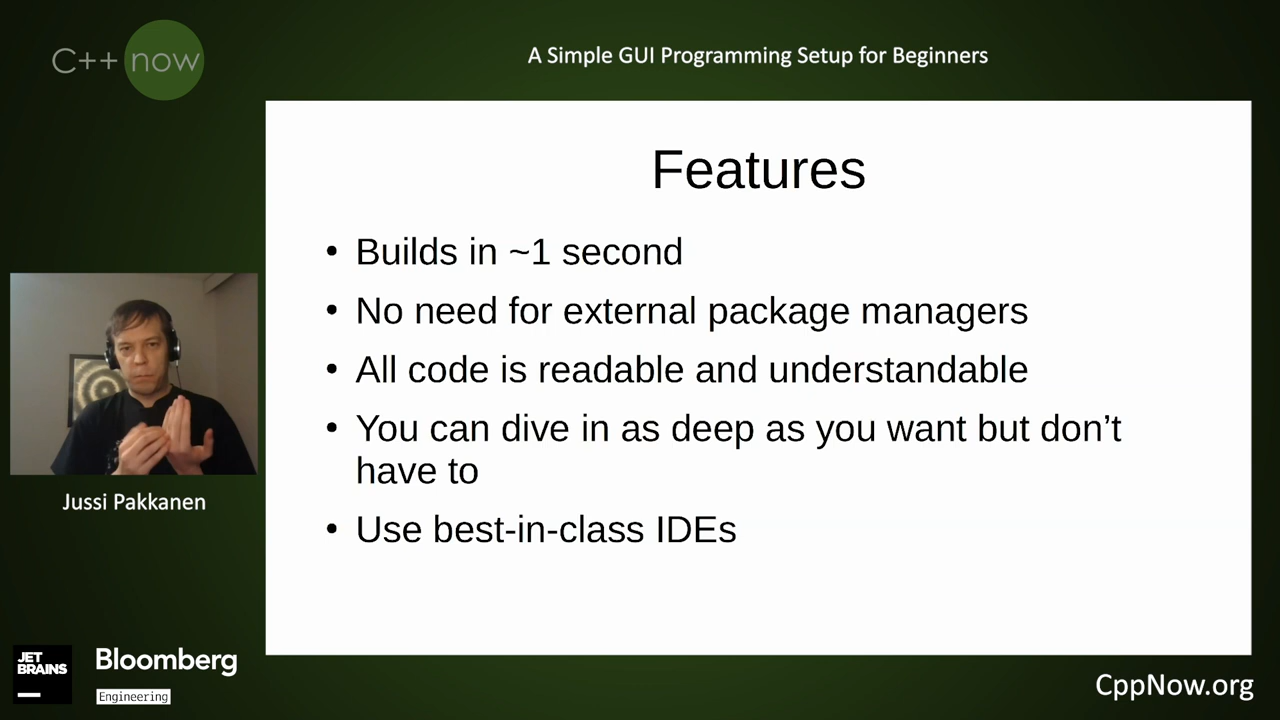 C++ now
A Simple GUI Programming Setup for Beginners
Features
• Builds in ~1 second
• No need for external package managers
• All code is readable and understandable
• You can dive in as deep as you want but don’t
have to
• Use best-in-class IDEs
Jussi Pakkanen
JET
BRAINS
Bloomberg
Engineering
CppNow.org